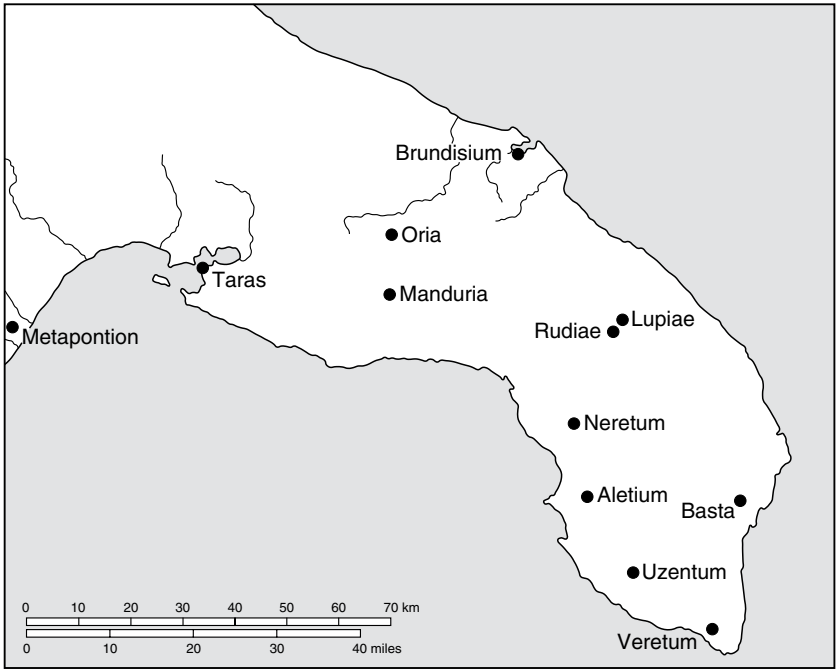 Brundisium
Oria
Taras
Manduria
Lupiae
Rudiae
Metapontion
Neretum
Aletium
Basta
Uzentum
0 10 20 30 40 50 60 70 km
Veretum
0 10 20 30 40 miles